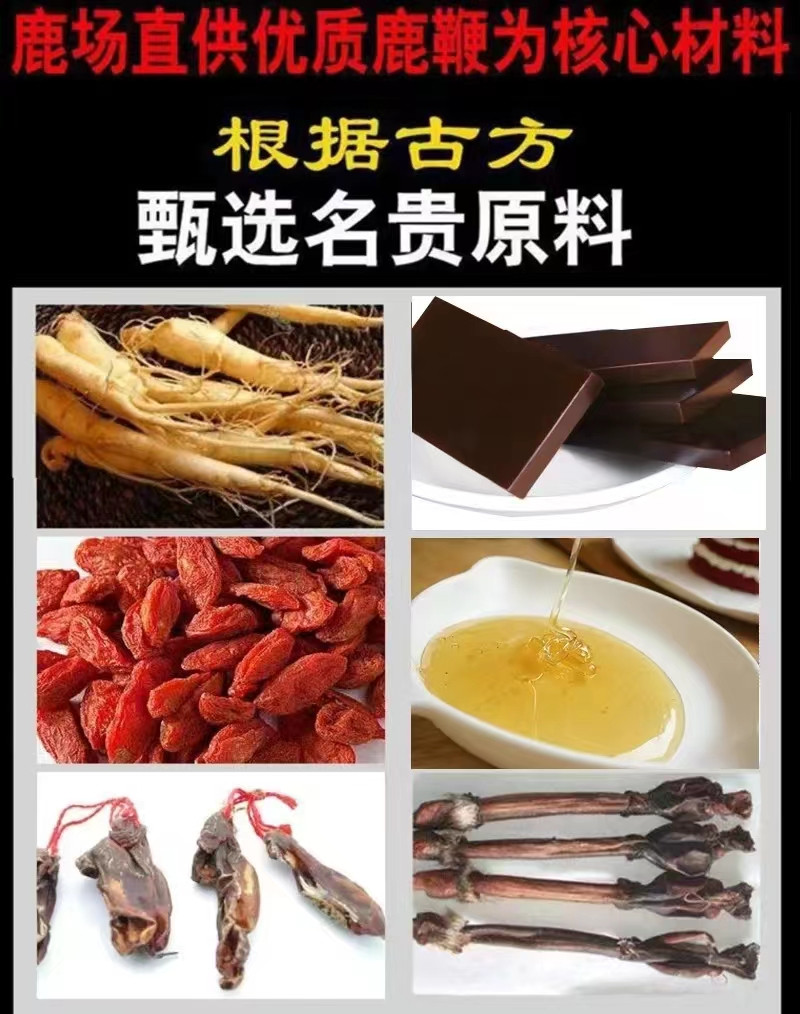 鹿场直供优质鹿鞭为核心材料
根据古方
甄选名贵原料